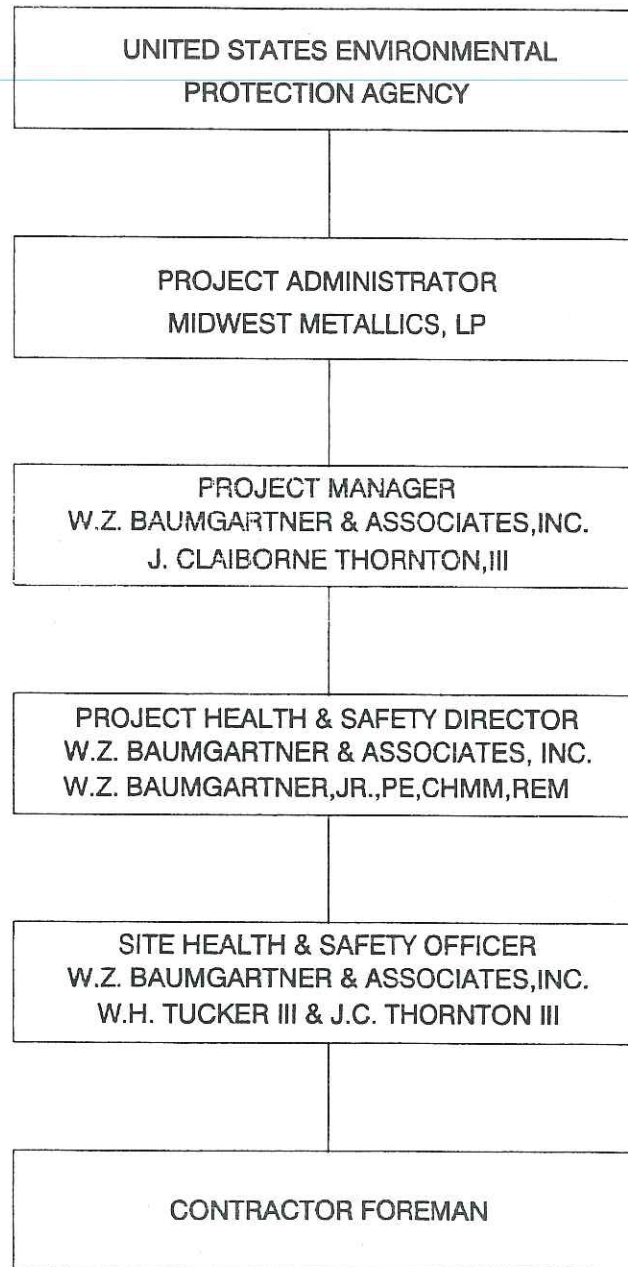 UNITED STATES ENVIRONMENTAL
PROTECTION AGENCY
PROJECT ADMINISTRATOR
MIDWEST METALLICS, LP
PROJECT MANAGER
W.Z. BAUMGARTNER & ASSOCIATES,INC.
J. CLAIBORNE THORNTON,III
PROJECT HEALTH & SAFETY DIRECTOR
W.Z. BAUMGARTNER & ASSOCIATES, INC.
W.Z. BAUMGARTNER,JR.,PE,CHMM,REM
SITE HEALTH & SAFETY OFFICER
W.Z. BAUMGARTNER & ASSOCIATES,INC.
W.H. TUCKER III & J.C. THORNTON III
CONTRACTOR FOREMAN